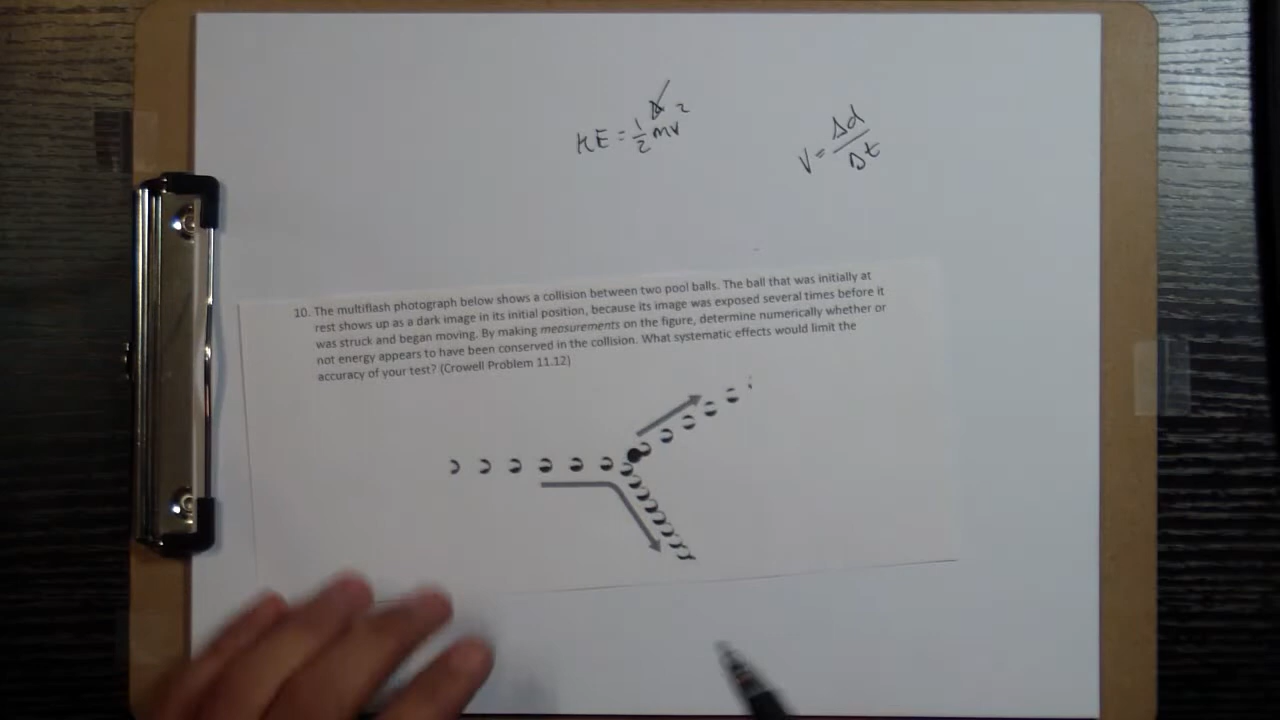 KE = 1/2 mv²
V = Δd/Δt
10. The multiflash photograph below shows a collision between two pool balls. The ball that was initially at
rest shows up as a dark image in its initial position, because its image was exposed several times before it
was struck and began moving. By making measurements on the figure, determine numerically whether or
not energy appears to have been conserved in the collision. What systematic effects would limit the
accuracy of your test? (Crowell Problem 11.12)